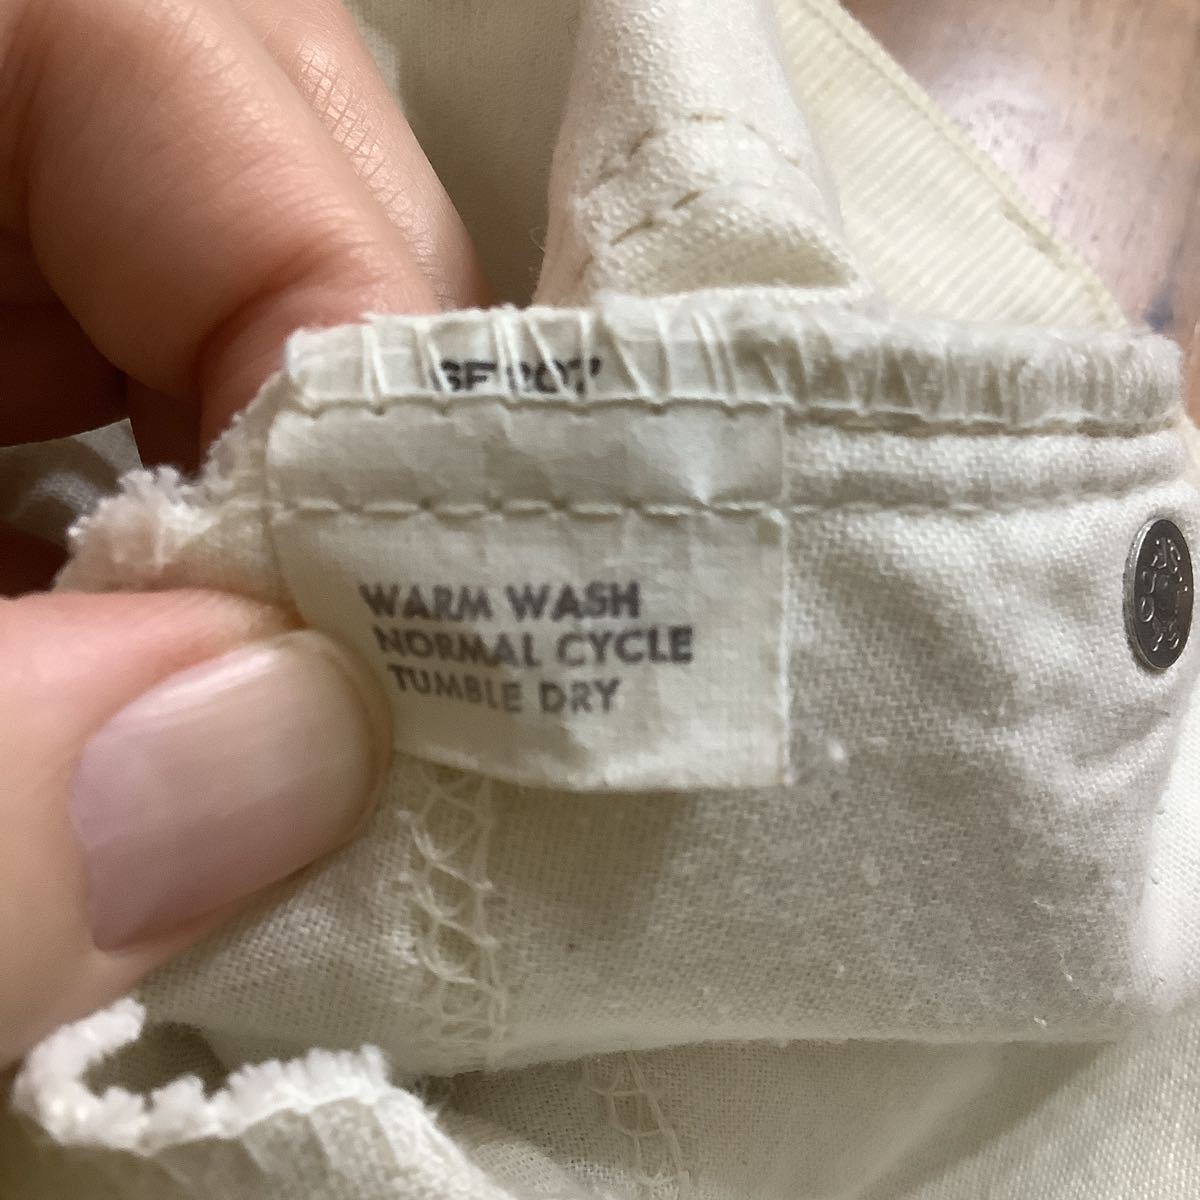 WARM WASH
NORMAL CYCLE
TUMBLE DRY